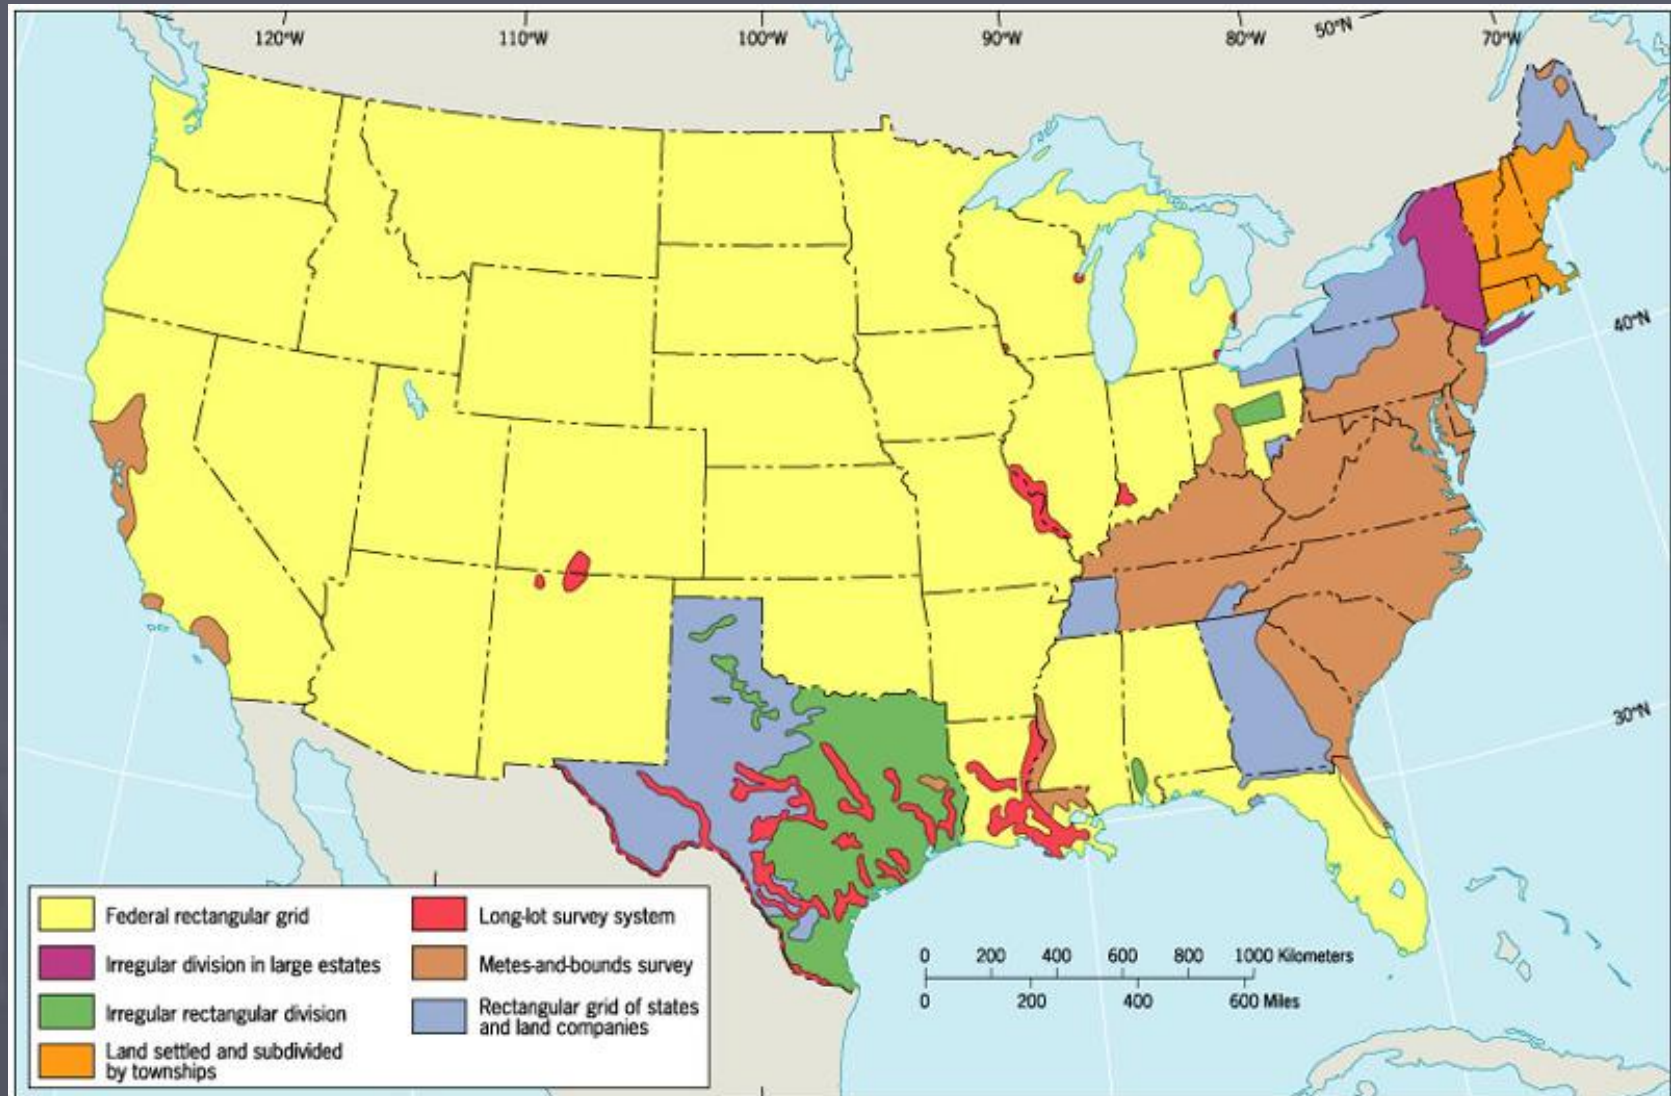 120°W
110°W
100°W
90°W
80°W
50°N
70°W
40°N
30°N
Federal rectangular grid
Irregular division in large estates
Irregular rectangular division
Land settled and subdivided
by townships
Long-lot survey system
Metes-and-bounds survey
Rectangular grid of states
and land companies
0 200 400 600 800 1000 Kilometers
0 200 400 600 Miles